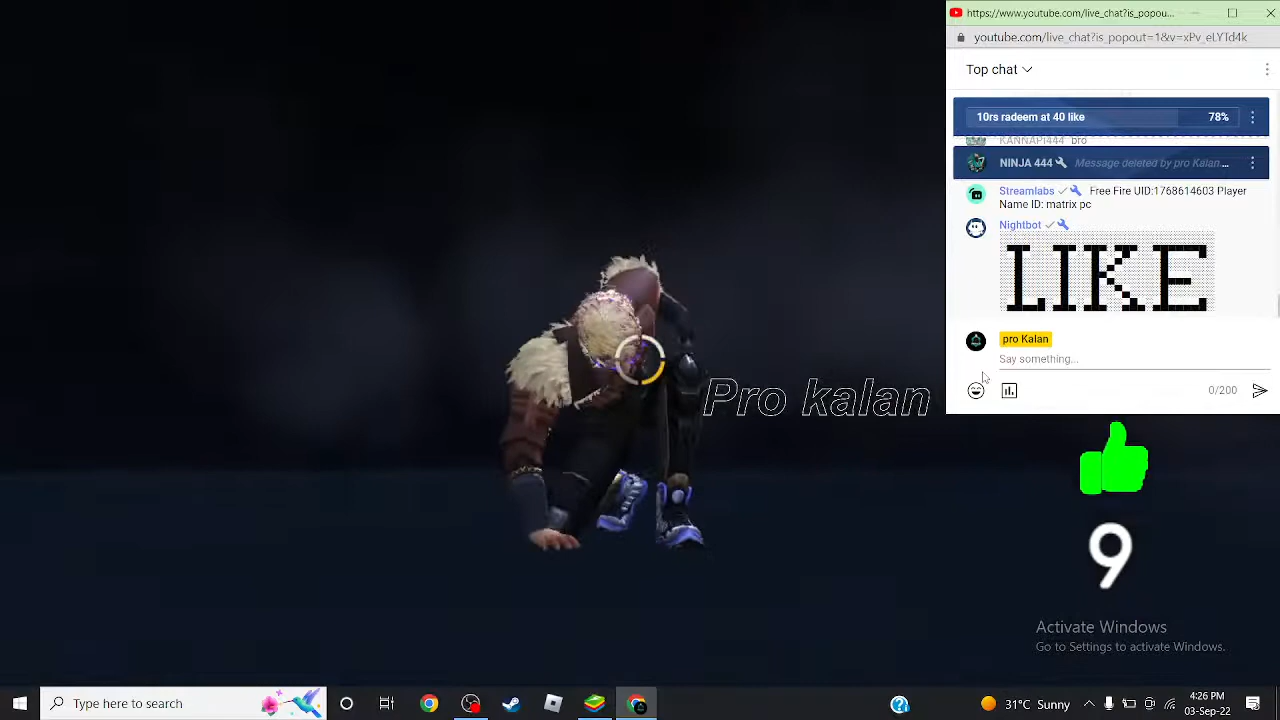 https://www.youtube.com/live_chat?is_popou...
youtube.com/live_chat?is_popout=1&v=xPv_eLYTd4k
Top chat
10rs radeem at 40 like 78%
KANNAPI444 bro
NINJA 444 Message deleted by pro Kalan ...
Streamlabs Free Fire UID:1768614603 Player
Name ID: matrix pc
Nightbot
LIKE
pro Kalan
Say something...
0/200
Pro kalan
9
Activate Windows
Go to Settings to activate Windows.
Type here to search
31°C Sunny
4:26 PM
03-Sep-22